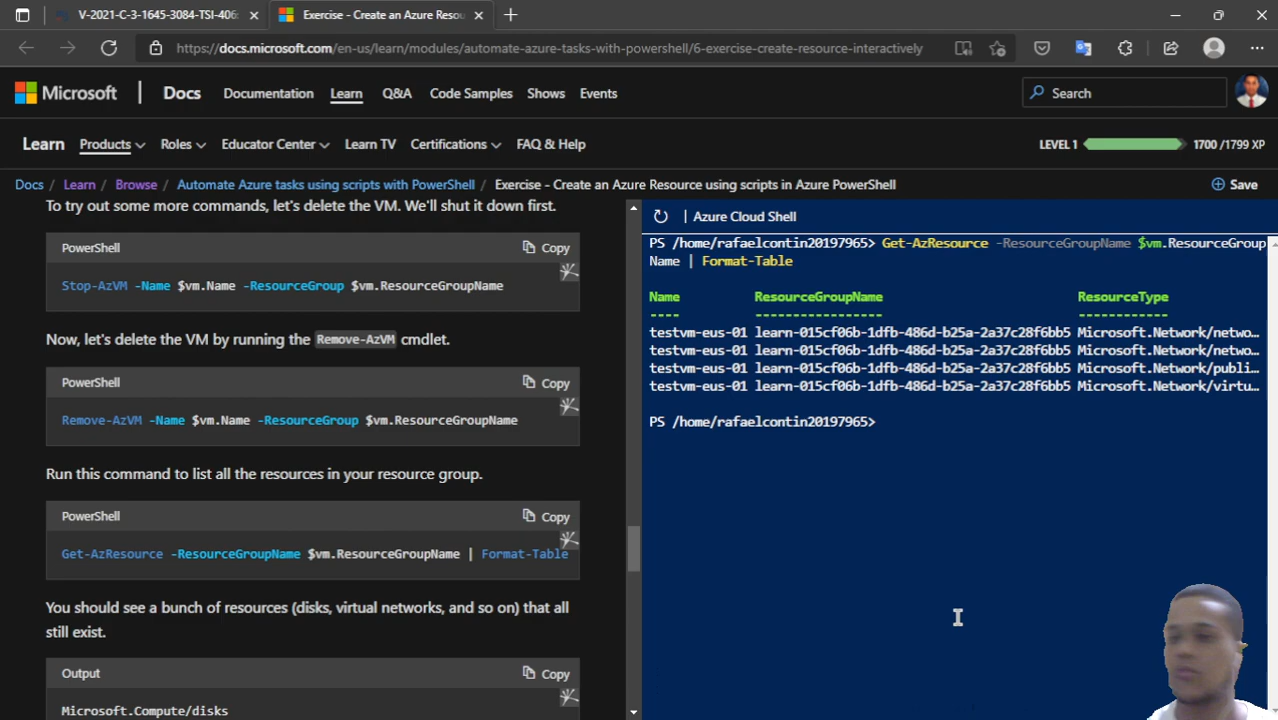 V-2021-C-3-1645-3084-TSI-406
Exercise - Create an Azure Resou
https://docs.microsoft.com/en-us/learn/modules/automate-azure-tasks-with-powershell/6-exercise-create-resource-interactively
Microsoft
Docs
Documentation
Learn
Q&A
Code Samples
Shows
Events
Search
Learn
Products
Roles
Educator Center
Learn TV
Certifications
FAQ & Help
LEVEL 1
1700 /1799 XP
Docs / Learn / Browse / Automate Azure tasks using scripts with PowerShell / Exercise - Create an Azure Resource using scripts in Azure PowerShell
Save
To try out some more commands, let's delete the VM. We'll shut it down first.
PowerShell
Copy
Stop-AzVM -Name $vm.Name -ResourceGroup $vm.ResourceGroupName
Now, let's delete the VM by running the Remove-AzVM cmdlet.
PowerShell
Copy
Remove-AzVM -Name $vm.Name -ResourceGroup $vm.ResourceGroupName
Run this command to list all the resources in your resource group.
PowerShell
Copy
Get-AzResource -ResourceGroupName $vm.ResourceGroupName | Format-Table
You should see a bunch of resources (disks, virtual networks, and so on) that all
still exist.
Output
Copy
Microsoft.Compute/disks
| Azure Cloud Shell
PS /home/rafaelcontin20197965> Get-AzResource -ResourceGroupName $vm.ResourceGroup
Name | Format-Table
Name ResourceGroupName ResourceType
---- ----------------- ------------
testvm-eus-01 learn-015cf06b-1dfb-486d-b25a-2a37c28f6bb5 Microsoft.Network/netwo…
testvm-eus-01 learn-015cf06b-1dfb-486d-b25a-2a37c28f6bb5 Microsoft.Network/netwo…
testvm-eus-01 learn-015cf06b-1dfb-486d-b25a-2a37c28f6bb5 Microsoft.Network/publi…
testvm-eus-01 learn-015cf06b-1dfb-486d-b25a-2a37c28f6bb5 Microsoft.Network/virtu…
PS /home/rafaelcontin20197965>